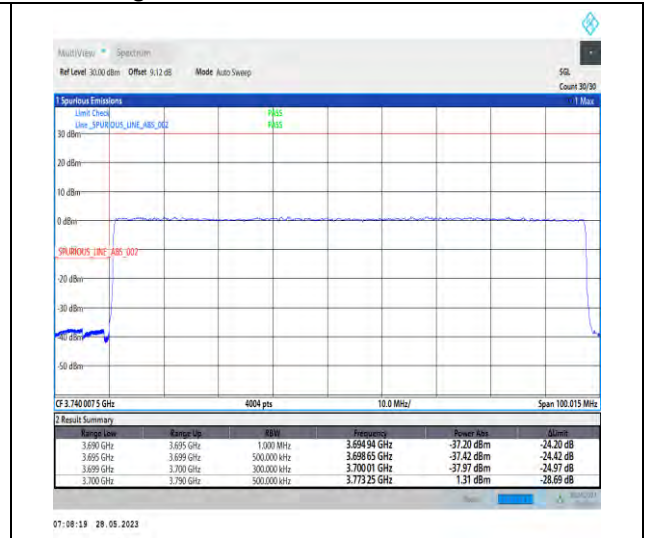 MultiView Spectrum
Ref Level 30.00 dBm Offset 9.12 dB Mode Auto Sweep SGL
Count 30/30
1 Spurious Emissions 1 Max
Limit Check PASS
Line _SPURIOUS_LINE_ABS_002 PASS
30 dBm
20 dBm
10 dBm
0 dBm
SPURIOUS_LINE_ABS_002
-20 dBm
-30 dBm
-40 dBm
-50 dBm
CF 3.740 007 5 GHz 4004 pts 10.0 MHz/ Span 100.015 MHz
2 Result Summary
Range Low Range Up RBW Frequency Power Abs ΔLimit
3.690 GHz 3.695 GHz 1.000 MHz 3.694 94 GHz -37.20 dBm -24.20 dB
3.695 GHz 3.699 GHz 500.000 kHz 3.698 65 GHz -37.42 dBm -24.42 dB
3.699 GHz 3.700 GHz 300.000 kHz 3.700 01 GHz -37.97 dBm -24.97 dB
3.700 GHz 3.790 GHz 500.000 kHz 3.773 25 GHz 1.31 dBm -28.69 dB
07:08:19 28.05.2023